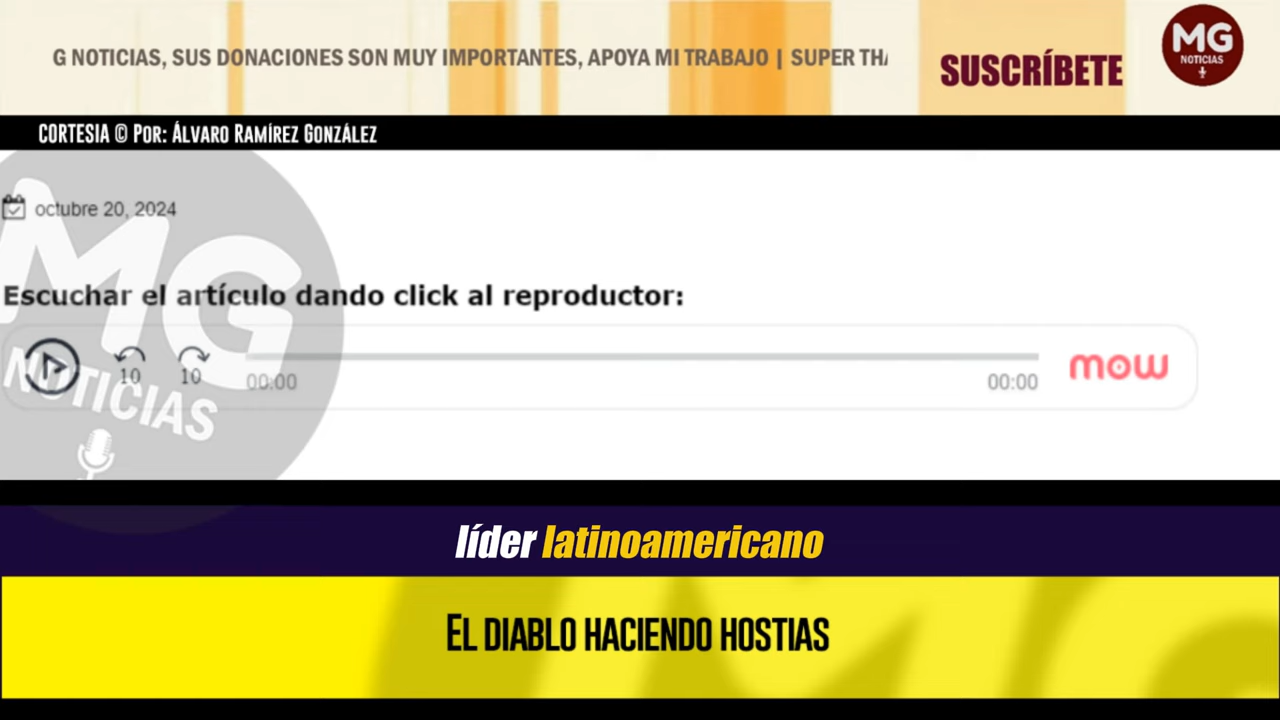 G NOTICIAS, SUS DONACIONES SON MUY IMPORTANTES, APOYA MI TRABAJO | SUPER THA
SUSCRÍBETE
MG
NOTICIAS
CORTESIA © Por: Álvaro Ramírez González
octubre 20, 2024
Escuchar el artículo dando click al reproductor:
10 10
00:00 00:00
mow
MG
NOTICIAS
líder latinoamericano
El diablo haciendo hostias